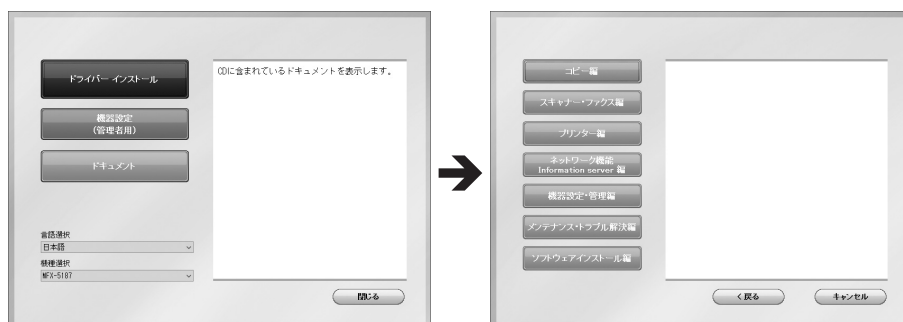 ドライバー インストール
機器設定
(管理者用)
ドキュメント
言語選択
日本語
機種選択
MFX-5187
CDに含まれているドキュメントを表示します。
閉じる
コピー編
スキャナー・ファクス編
プリンター編
ネットワーク機能
Information server 編
機器設定・管理編
メンテナンス・トラブル解決編
ソフトウェアインストール編
< 戻る
キャンセル